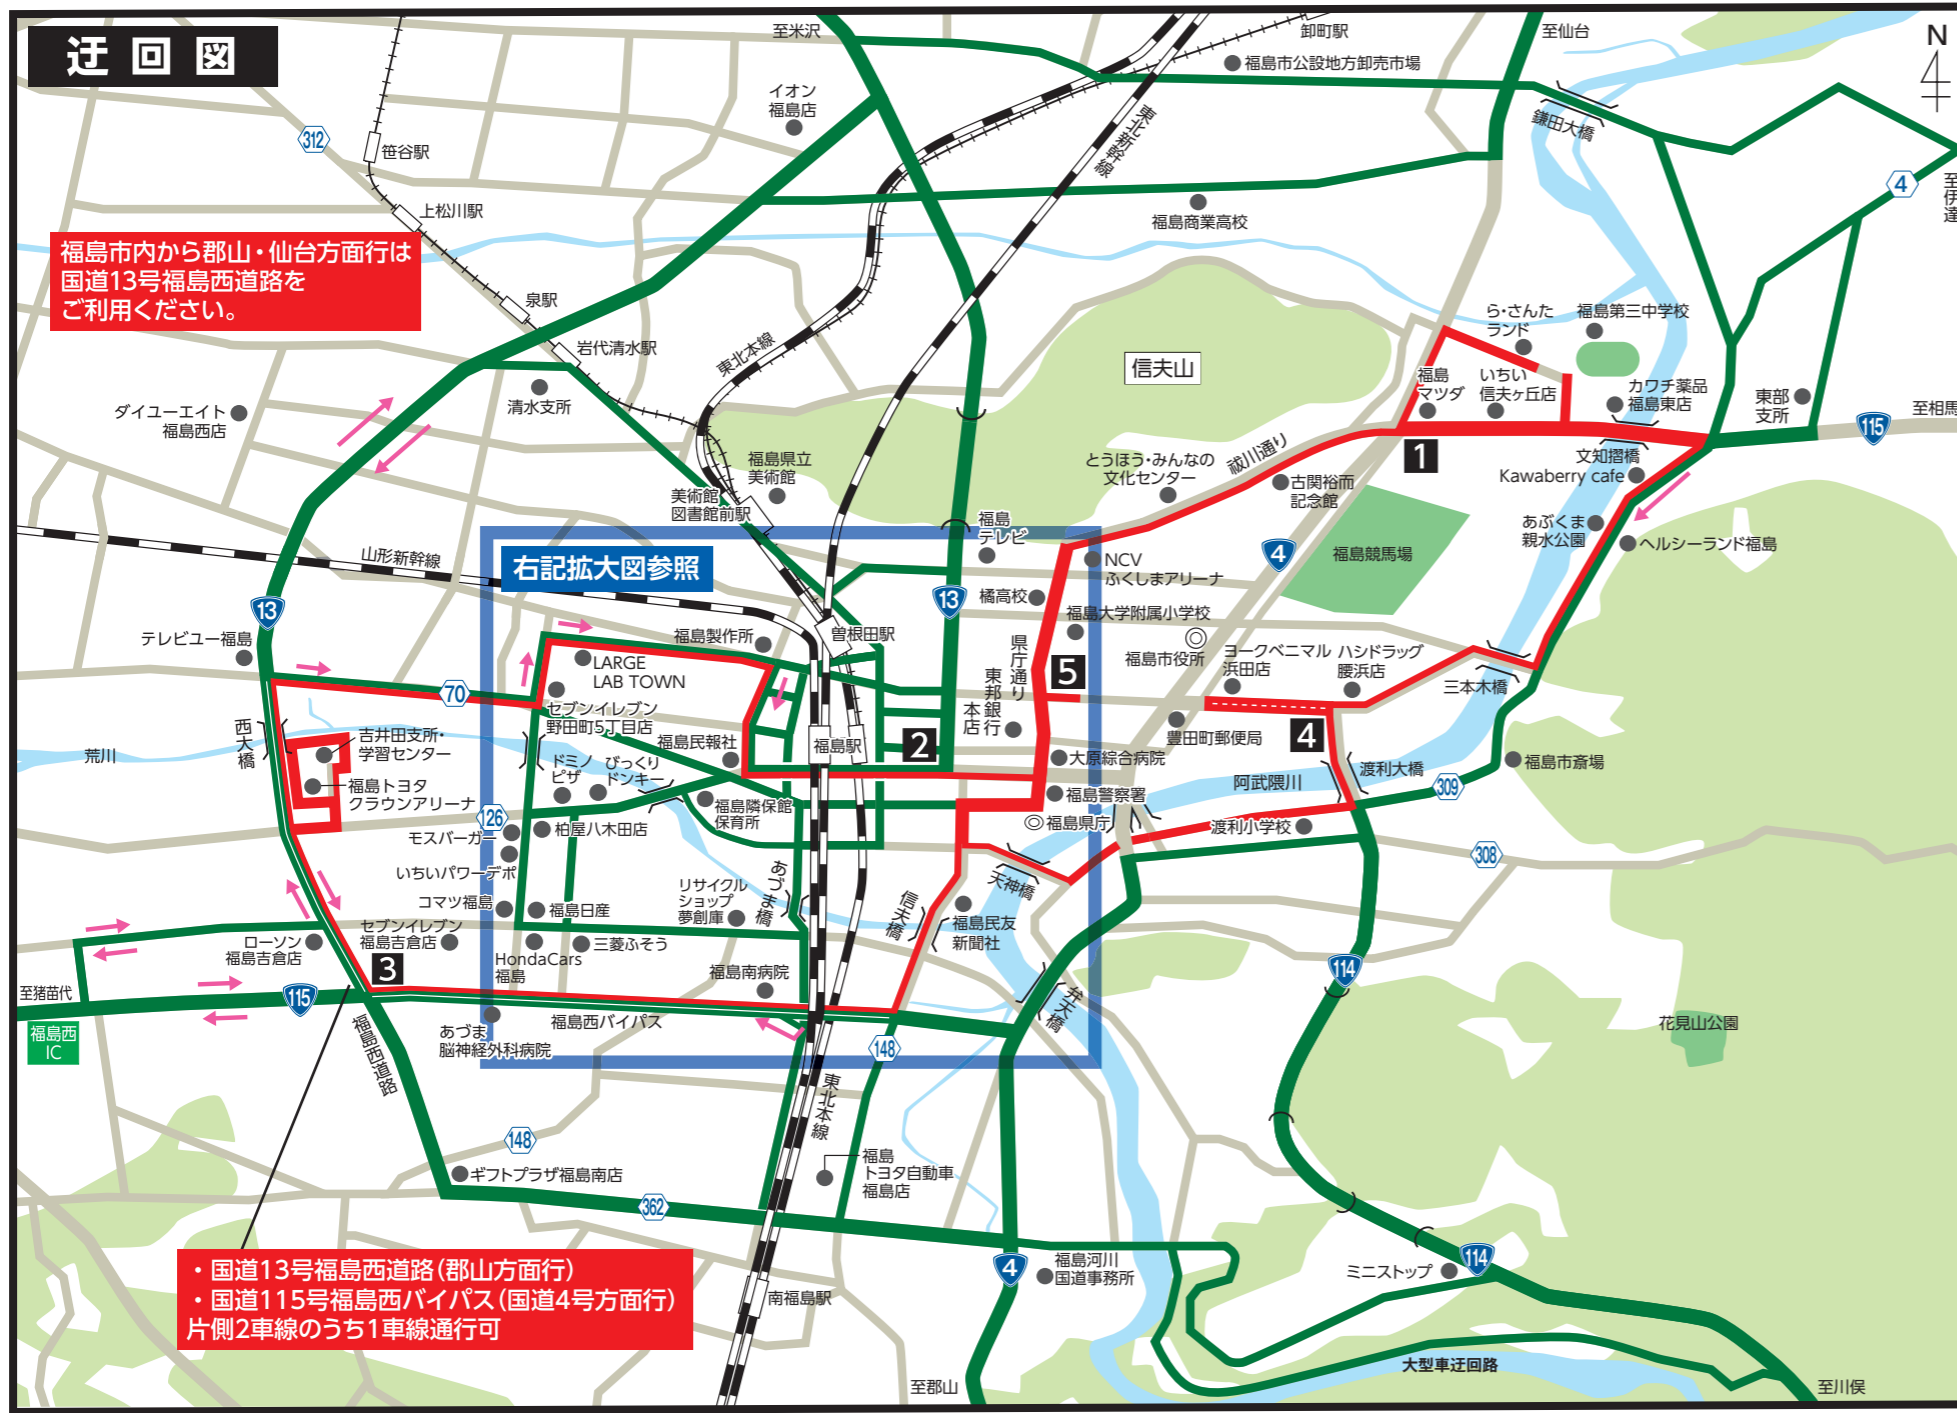 迂回図
至米沢
卸町駅
至仙台
N
福島市公設地方卸売市場
イオン
福島店
312
笹谷駅
東北新幹線
鎌田大橋
4
至伊達
上松川駅
福島商業高校
福島市内から郡山・仙台方面行は
国道13号福島西道路を
ご利用ください。
泉駅
岩代清水駅
東北本線
信夫山
ら・さんた
ランド
福島第三中学校
清水支所
ダイユーエイト
福島西店
福島
マツダ
いちい
信夫ヶ丘店
カワチ薬品
福島東店
東部
支所
至相馬
115
1
文知摺橋
Kawaberry cafe
祓川通り
とうほう・みんなの
文化センター
古関裕而
記念館
福島県立
美術館
美術館
図書館前駅
福島
テレビ
あぶくま
親水公園
ヘルシーランド福島
4
福島競馬場
山形新幹線
右記拡大図参照
NCV
ふくしまアリーナ
13
13
橘高校
福島大学附属小学校
テレビユー福島
福島製作所
曽根田駅
県庁通り
5
福島市役所
ヨークベニマル
浜田店
ハシドラッグ
腰浜店
三本木橋
LARGE
LAB TOWN
70
東邦銀行
本店
セブンイレブン
野田町5丁目店
西大橋
吉井田支所・
学習センター
福島民報社
福島駅
2
豊田町郵便局
4
荒川
ドミノ
ピザ
びっくり
ドンキー
大原綜合病院
渡利大橋
福島市斎場
阿武隈川
309
福島トヨタ
クラウンアリーナ
福島隣保館
保育所
福島警察署
126
モスバーガー
柏屋八木田店
福島県庁
渡利小学校
308
いちいパワーデポ
あづま橋
天神橋
リサイクル
ショップ
夢創庫
コマツ福島
福島日産
信夫橋
福島民友
新聞社
ローソン
福島吉倉店
セブンイレブン
福島吉倉店
三菱ふそう
HondaCars
福島
3
福島南病院
114
至猪苗代
115
弁天橋
福島西
IC
福島西道路
あづま
脳神経外科病院
福島西バイパス
148
花見山公園
東北本線
148
ギフトプラザ福島南店
福島
トヨタ自動車
福島店
362
・国道13号福島西道路（郡山方面行）
・国道115号福島西バイパス（国道4号方面行）
片側2車線のうち1車線通行可
4
福島河川
国道事務所
114
ミニストップ
南福島駅
大型車迂回路
至郡山
至川俣